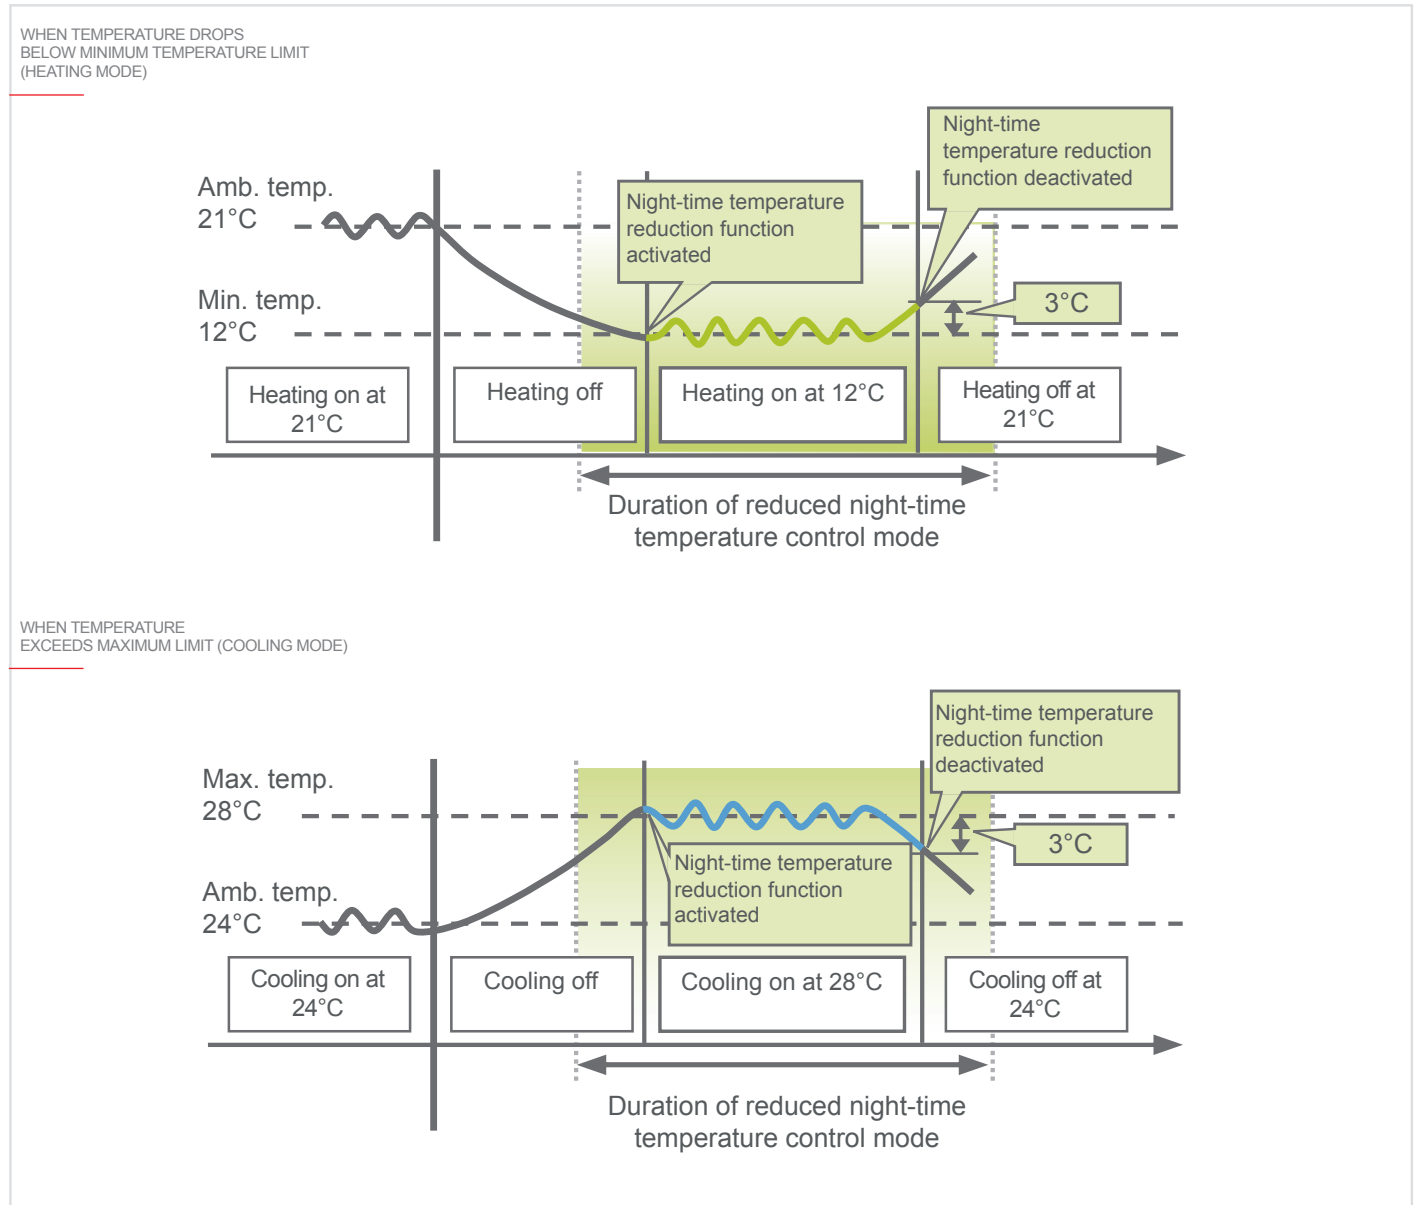 WHEN TEMPERATURE DROPS
BELOW MINIMUM TEMPERATURE LIMIT
(HEATING MODE)
Night-time
temperature reduction
function deactivated
Amb. temp.
21°C
Night-time temperature
reduction function
activated
Min. temp.
12°C
3°C
Heating on at
21°C
Heating off
Heating on at 12°C
Heating off at
21°C
Duration of reduced night-time
temperature control mode
WHEN TEMPERATURE
EXCEEDS MAXIMUM LIMIT (COOLING MODE)
Night-time temperature
reduction function
deactivated
Max. temp.
28°C
3°C
Night-time temperature
reduction function
activated
Amb. temp.
24°C
Cooling on at
24°C
Cooling off
Cooling on at 28°C
Cooling off at
24°C
Duration of reduced night-time
temperature control mode